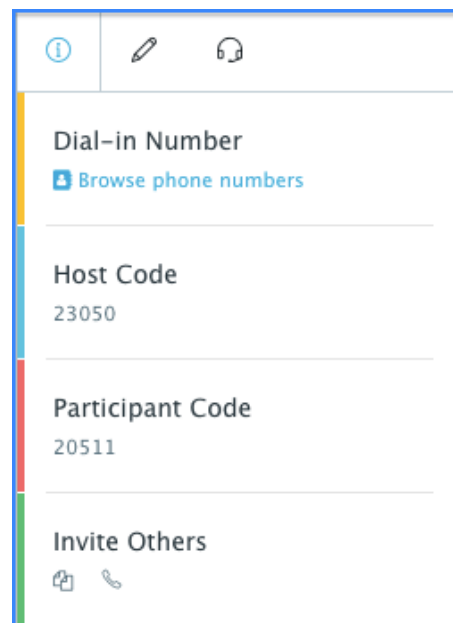 Dial-in Number
Browse phone numbers
Host Code
23050
Participant Code
20511
Invite Others